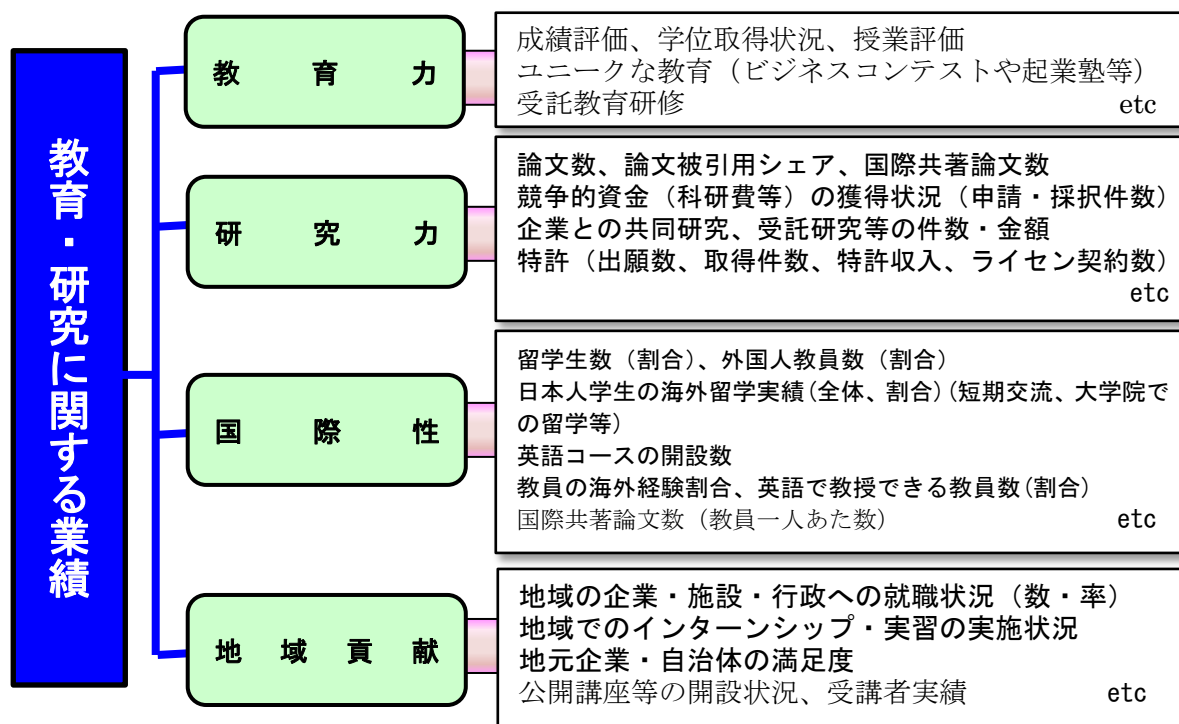 教育・研究に関する業績
教育力
成績評価、学位取得状況、授業評価
ユニークな教育（ビジネスコンテストや起業塾等）
受託教育研修 etc
研究力
論文数、論文被引用シェア、国際共著論文数
競争的資金（科研費等）の獲得状況（申請・採択件数）
企業との共同研究、受託研究等の件数・金額
特許（出願数、取得件数、特許収入、ライセン契約数）
etc
国際性
留学生数（割合）、外国人教員数（割合）
日本人学生の海外留学実績(全体、割合)(短期交流、大学院で
の留学等)
英語コースの開設数
教員の海外経験割合、英語で教授できる教員数(割合)
国際共著論文数（教員一人あた数） etc
地域貢献
地域の企業・施設・行政への就職状況（数・率）
地域でのインターンシップ・実習の実施状況
地元企業・自治体の満足度
公開講座等の開設状況、受講者実績 etc